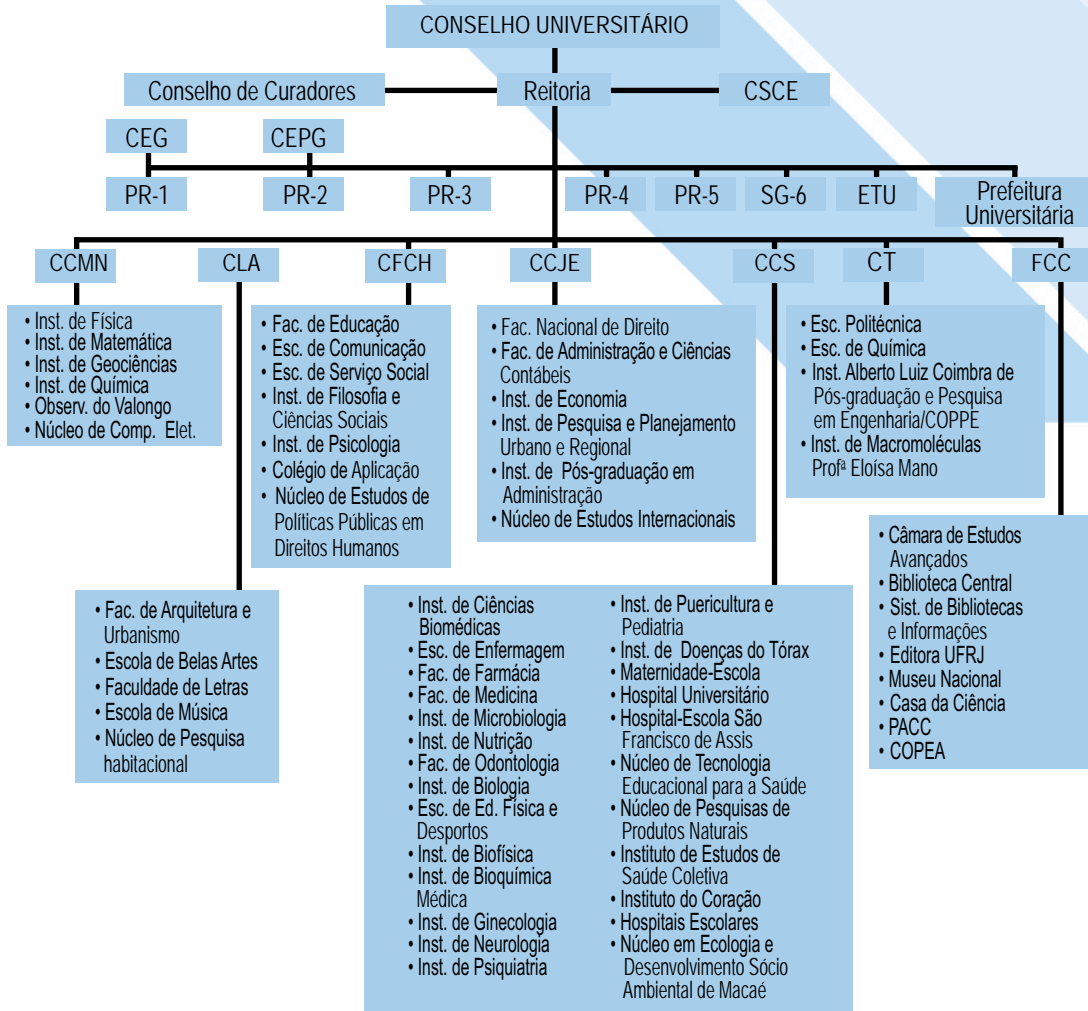 CONSELHO UNIVERSITÁRIO
Conselho de Curadores
Reitoria
CSCE
CEG
CEPG
PR-1
PR-2
PR-3
PR-4
PR-5
SG-6
ETU
Prefeitura
Universitária
CCMN
CLA
CFCH
CCJE
CCS
CT
FCC
• Inst. de Física
• Inst. de Matemática
• Inst. de Geociências
• Inst. de Química
• Observ. do Valongo
• Núcleo de Comp. Elet.
• Fac. de Arquitetura e
Urbanismo
• Escola de Belas Artes
• Faculdade de Letras
• Escola de Música
• Núcleo de Pesquisa
habitacional
• Fac. de Educação
• Esc. de Comunicação
• Esc. de Serviço Social
• Inst. de Filosofia e
Ciências Sociais
• Inst. de Psicologia
• Colégio de Aplicação
• Núcleo de Estudos de
Políticas Públicas em
Direitos Humanos
• Fac. Nacional de Direito
• Fac. de Administração e Ciências
Contábeis
• Inst. de Economia
• Inst. de Pesquisa e Planejamento
Urbano e Regional
• Inst. de Pós-graduação em
Administração
• Núcleo de Estudos Internacionais
• Inst. de Ciências
Biomédicas
• Esc. de Enfermagem
• Fac. de Farmácia
• Fac. de Medicina
• Inst. de Microbiologia
• Inst. de Nutrição
• Fac. de Odontologia
• Inst. de Biologia
• Esc. de Ed. Física e
Desportos
• Inst. de Biofísica
• Inst. de Bioquímica
Médica
• Inst. de Ginecologia
• Inst. de Neurologia
• Inst. de Psiquiatria
• Inst. de Puericultura e
Pediatria
• Inst. de Doenças do Tórax
• Maternidade-Escola
• Hospital Universitário
• Hospital-Escola São
Francisco de Assis
• Núcleo de Tecnologia
Educacional para a Saúde
• Núcleo de Pesquisas de
Produtos Naturais
• Instituto de Estudos de
Saúde Coletiva
• Instituto do Coração
• Hospitais Escolares
• Núcleo em Ecologia e
Desenvolvimento Sócio
Ambiental de Macaé
• Esc. Politécnica
• Esc. de Química
• Inst. Alberto Luiz Coimbra de
Pós-graduação e Pesquisa
em Engenharia/COPPE
• Inst. de Macromoléculas
Profª Eloísa Mano
• Câmara de Estudos
Avançados
• Biblioteca Central
• Sist. de Bibliotecas
e Informações
• Editora UFRJ
• Museu Nacional
• Casa da Ciência
• PACC
• COPEA